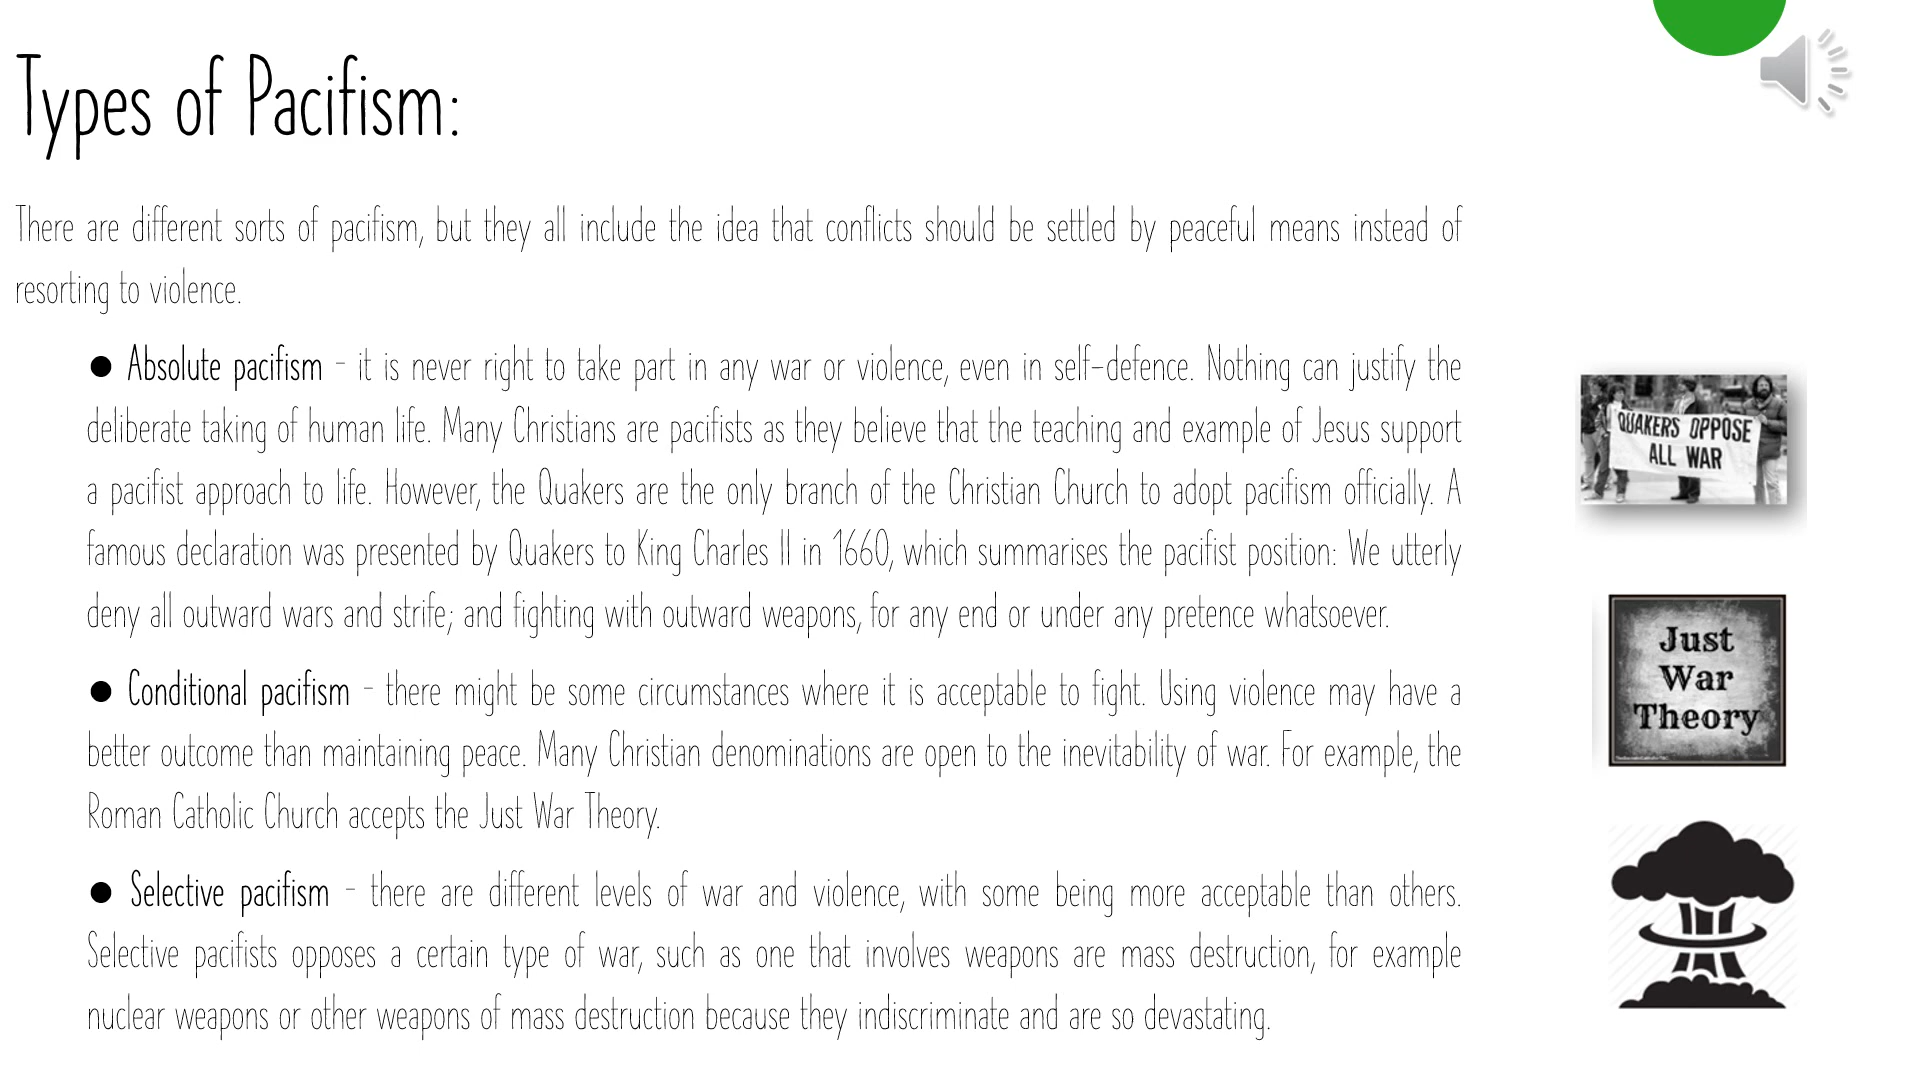 Types of Pacifism:
There are different sorts of pacifism, but they all include the idea that conflicts should be settled by peaceful means instead of
resorting to violence.
● Absolute pacifism - it is never right to take part in any war or violence, even in self-defence. Nothing can justify the
deliberate taking of human life. Many Christians are pacifists as they believe that the teaching and example of Jesus support
a pacifist approach to life. However, the Quakers are the only branch of the Christian Church to adopt pacifism officially. A
famous declaration was presented by Quakers to King Charles II in 1660, which summarises the pacifist position: We utterly
deny all outward wars and strife; and fighting with outward weapons, for any end or under any pretence whatsoever.
● Conditional pacifism - there might be some circumstances where it is acceptable to fight. Using violence may have a
better outcome than maintaining peace. Many Christian denominations are open to the inevitability of war. For example, the
Roman Catholic Church accepts the Just War Theory.
● Selective pacifism - there are different levels of war and violence, with some being more acceptable than others.
Selective pacifists opposes a certain type of war, such as one that involves weapons are mass destruction, for example
nuclear weapons or other weapons of mass destruction because they indiscriminate and are so devastating.
QUAKERS OPPOSE
ALL WAR
Just
War
Theory